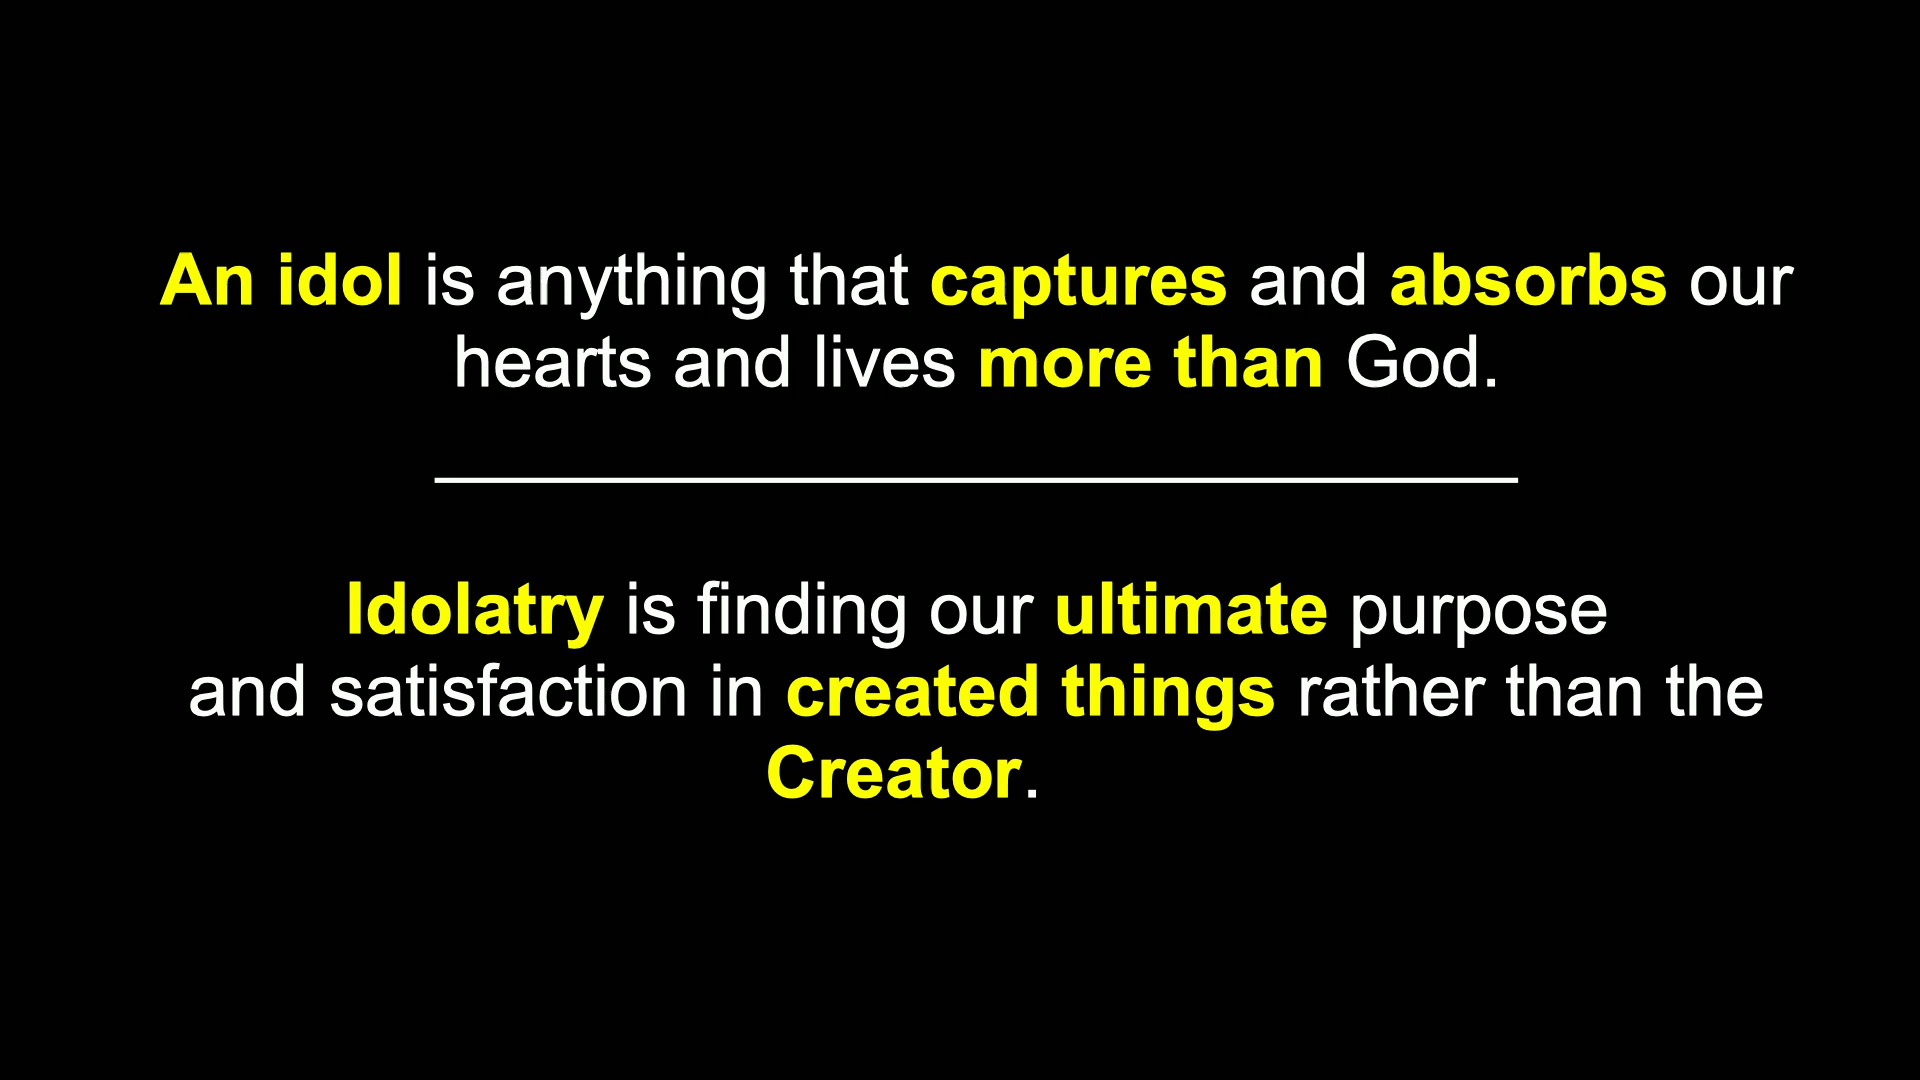 An idol is anything that captures and absorbs our
hearts and lives more than God.
Idolatry is finding our ultimate purpose
and satisfaction in created things rather than the
Creator.